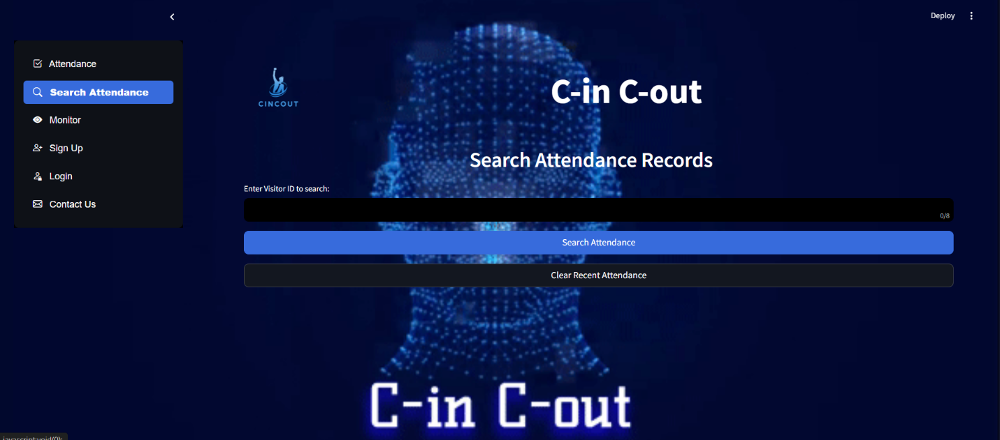 Deploy
Attendance
Search Attendance
Monitor
Sign Up
Login
Contact Us
CINCOUT
C-in C-out
Search Attendance Records
Enter Visitor ID to search:
0/8
Search Attendance
Clear Recent Attendance
C-in C-out
javascript:void(0);